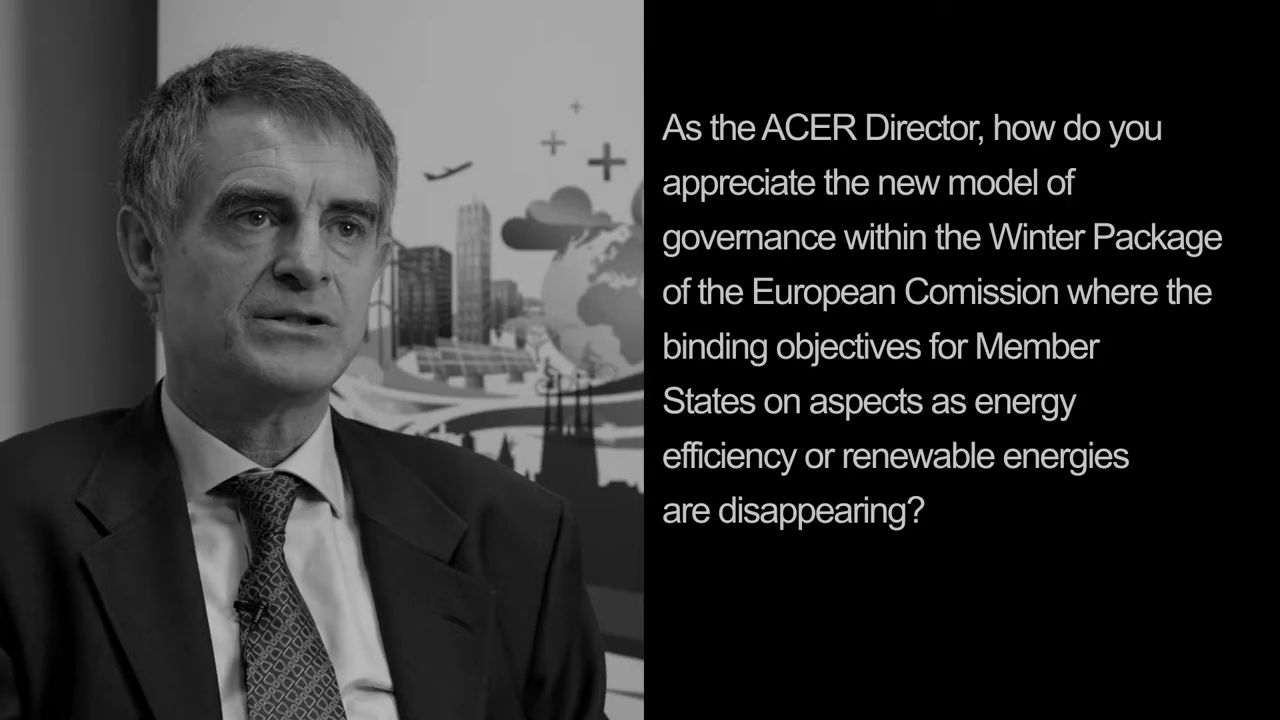 As the ACER Director, how do you
appreciate the new model of
governance within the Winter Package
of the European Comission where the
binding objectives for Member
States on aspects as energy
efficiency or renewable energies
are disappearing?